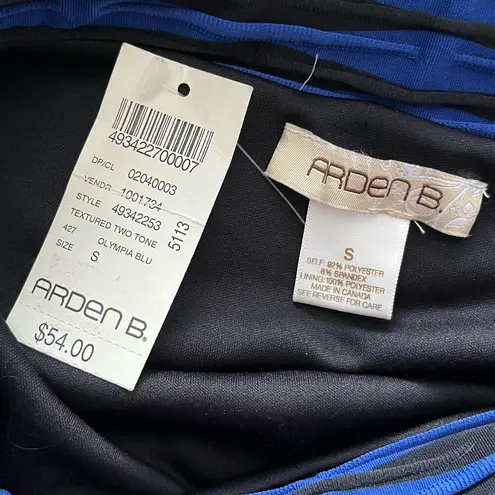 493422700007
DP/CL 02040003
VENDR 1001734
STYLE 49342253
TEXTURED TWO TONE
427 OLYMPIA BLU
SIZE S
5113
ARDEN B.®
$54.00
ARDEN B.
S
SELF: 92% POLYESTER
8% SPANDEX
LINING: 100% POLYESTER
MADE IN CANADA
SEE REVERSE FOR CARE